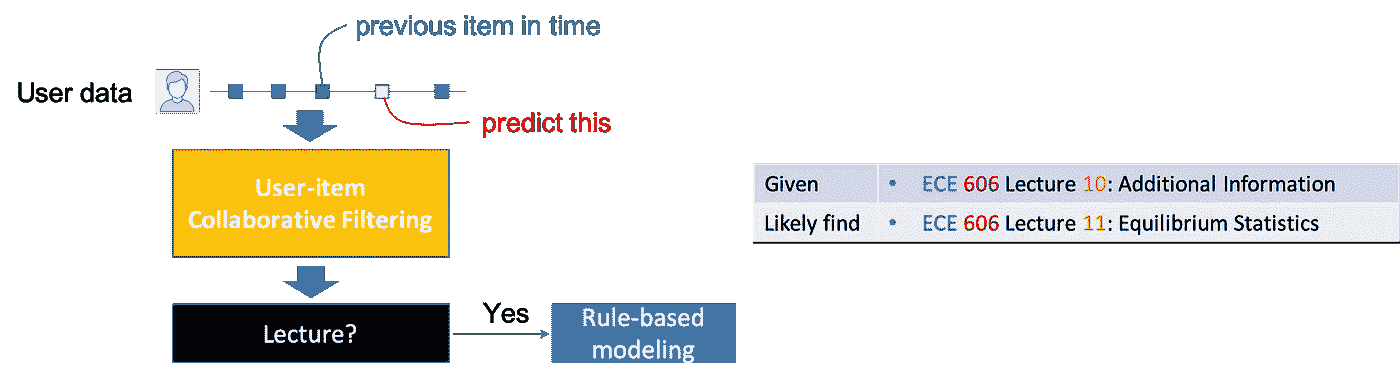 previous item in time
User data
predict this
User-item
Collaborative Filtering
Given • ECE 606 Lecture 10: Additional Information
Likely find • ECE 606 Lecture 11: Equilibrium Statistics
Lecture?
Yes
Rule-based
modeling